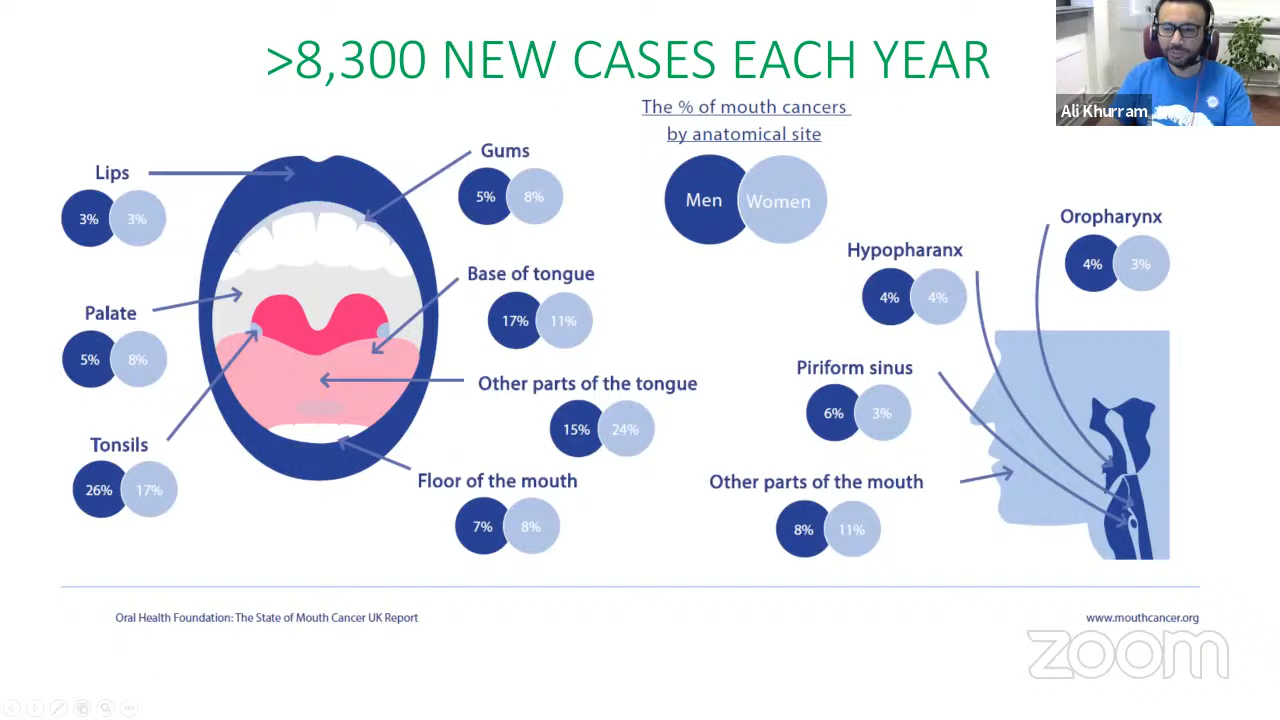 >8,300 NEW CASES EACH YEAR
Ali Khurram
The % of mouth cancers
by anatomical site
Men
Women
Lips
3%
3%
Gums
5%
8%
Palate
5%
8%
Base of tongue
17%
11%
Other parts of the tongue
15%
24%
Tonsils
26%
17%
Floor of the mouth
7%
8%
Hypopharanx
4%
4%
Oropharynx
4%
3%
Piriform sinus
6%
3%
Other parts of the mouth
8%
11%
Oral Health Foundation: The State of Mouth Cancer UK Report
www.mouthcancer.org
zoom